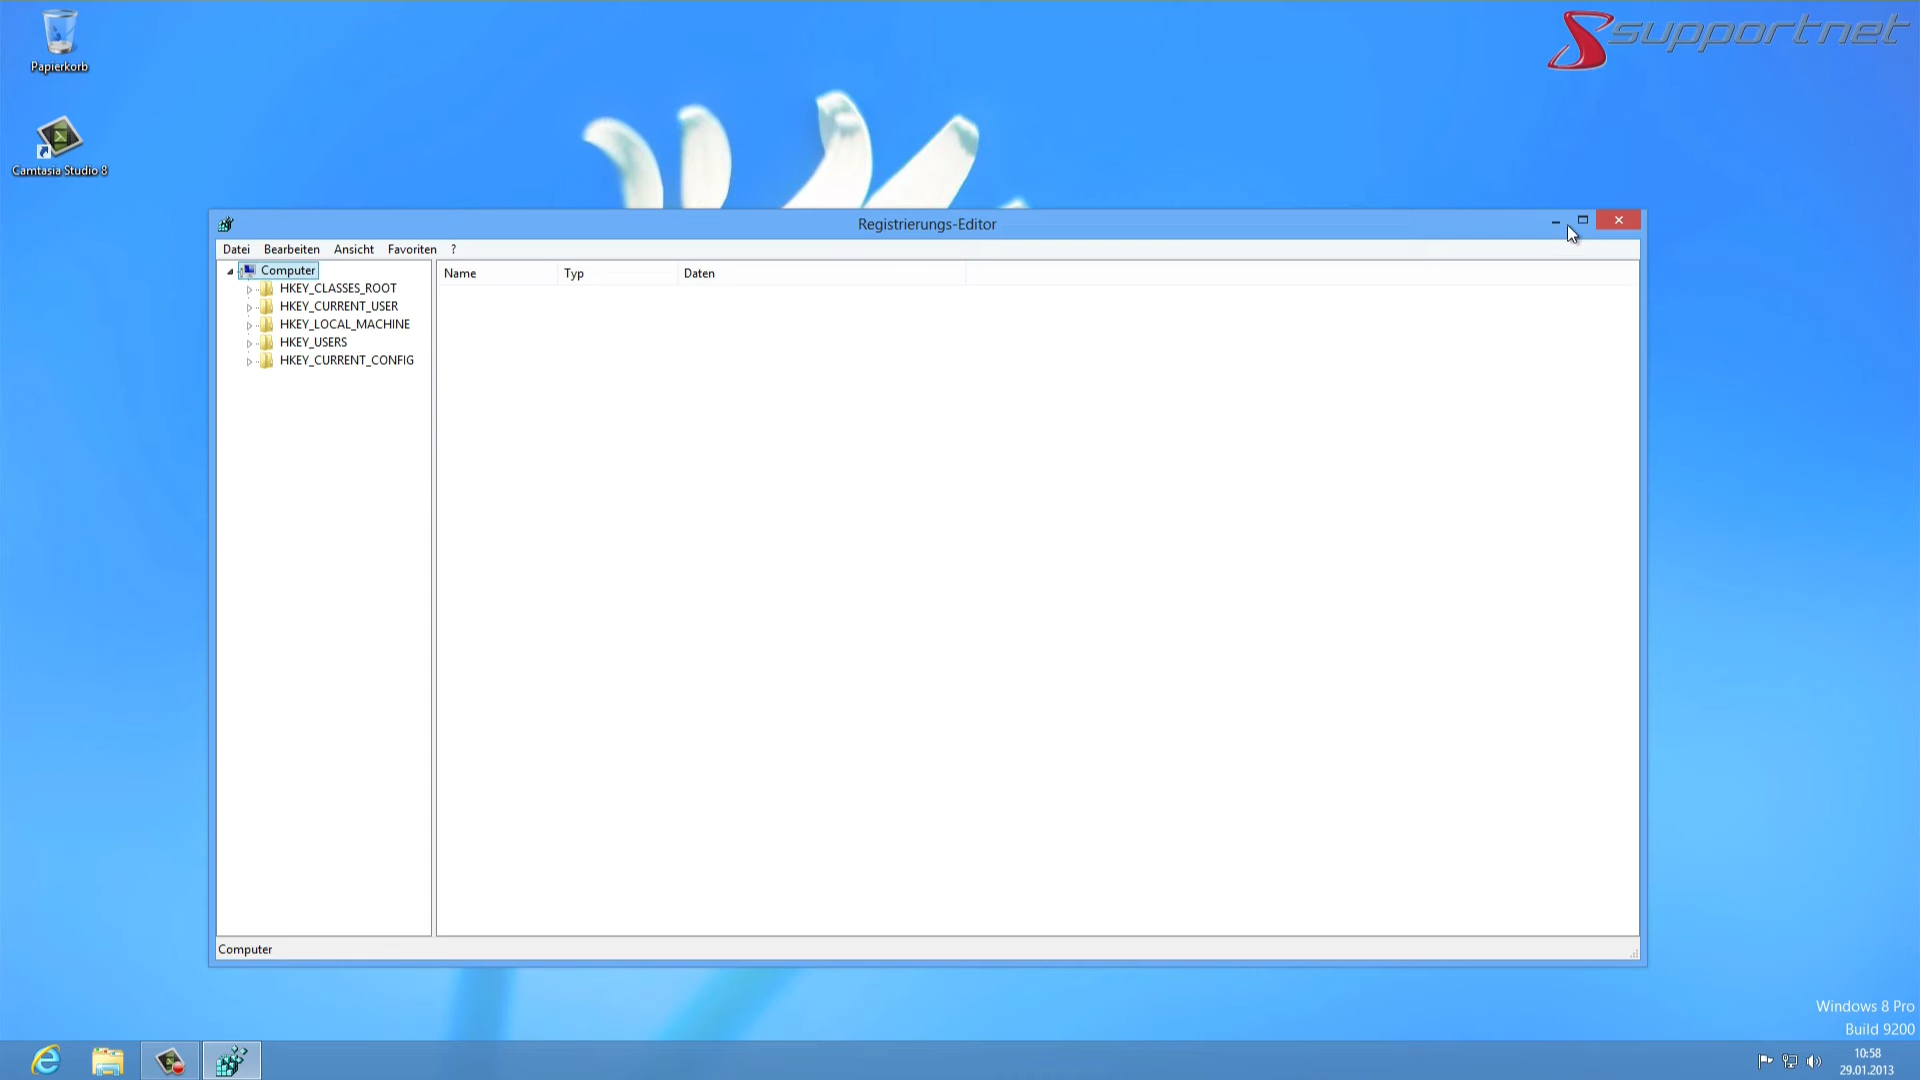 Papierkorb
supportnet
Camtasia Studio 8
Registrierungs-Editor
Datei Bearbeiten Ansicht Favoriten ?
Computer
HKEY_CLASSES_ROOT
HKEY_CURRENT_USER
HKEY_LOCAL_MACHINE
HKEY_USERS
HKEY_CURRENT_CONFIG
Name Typ Daten
Computer
Windows 8 Pro
Build 9200
10:58
29.01.2013